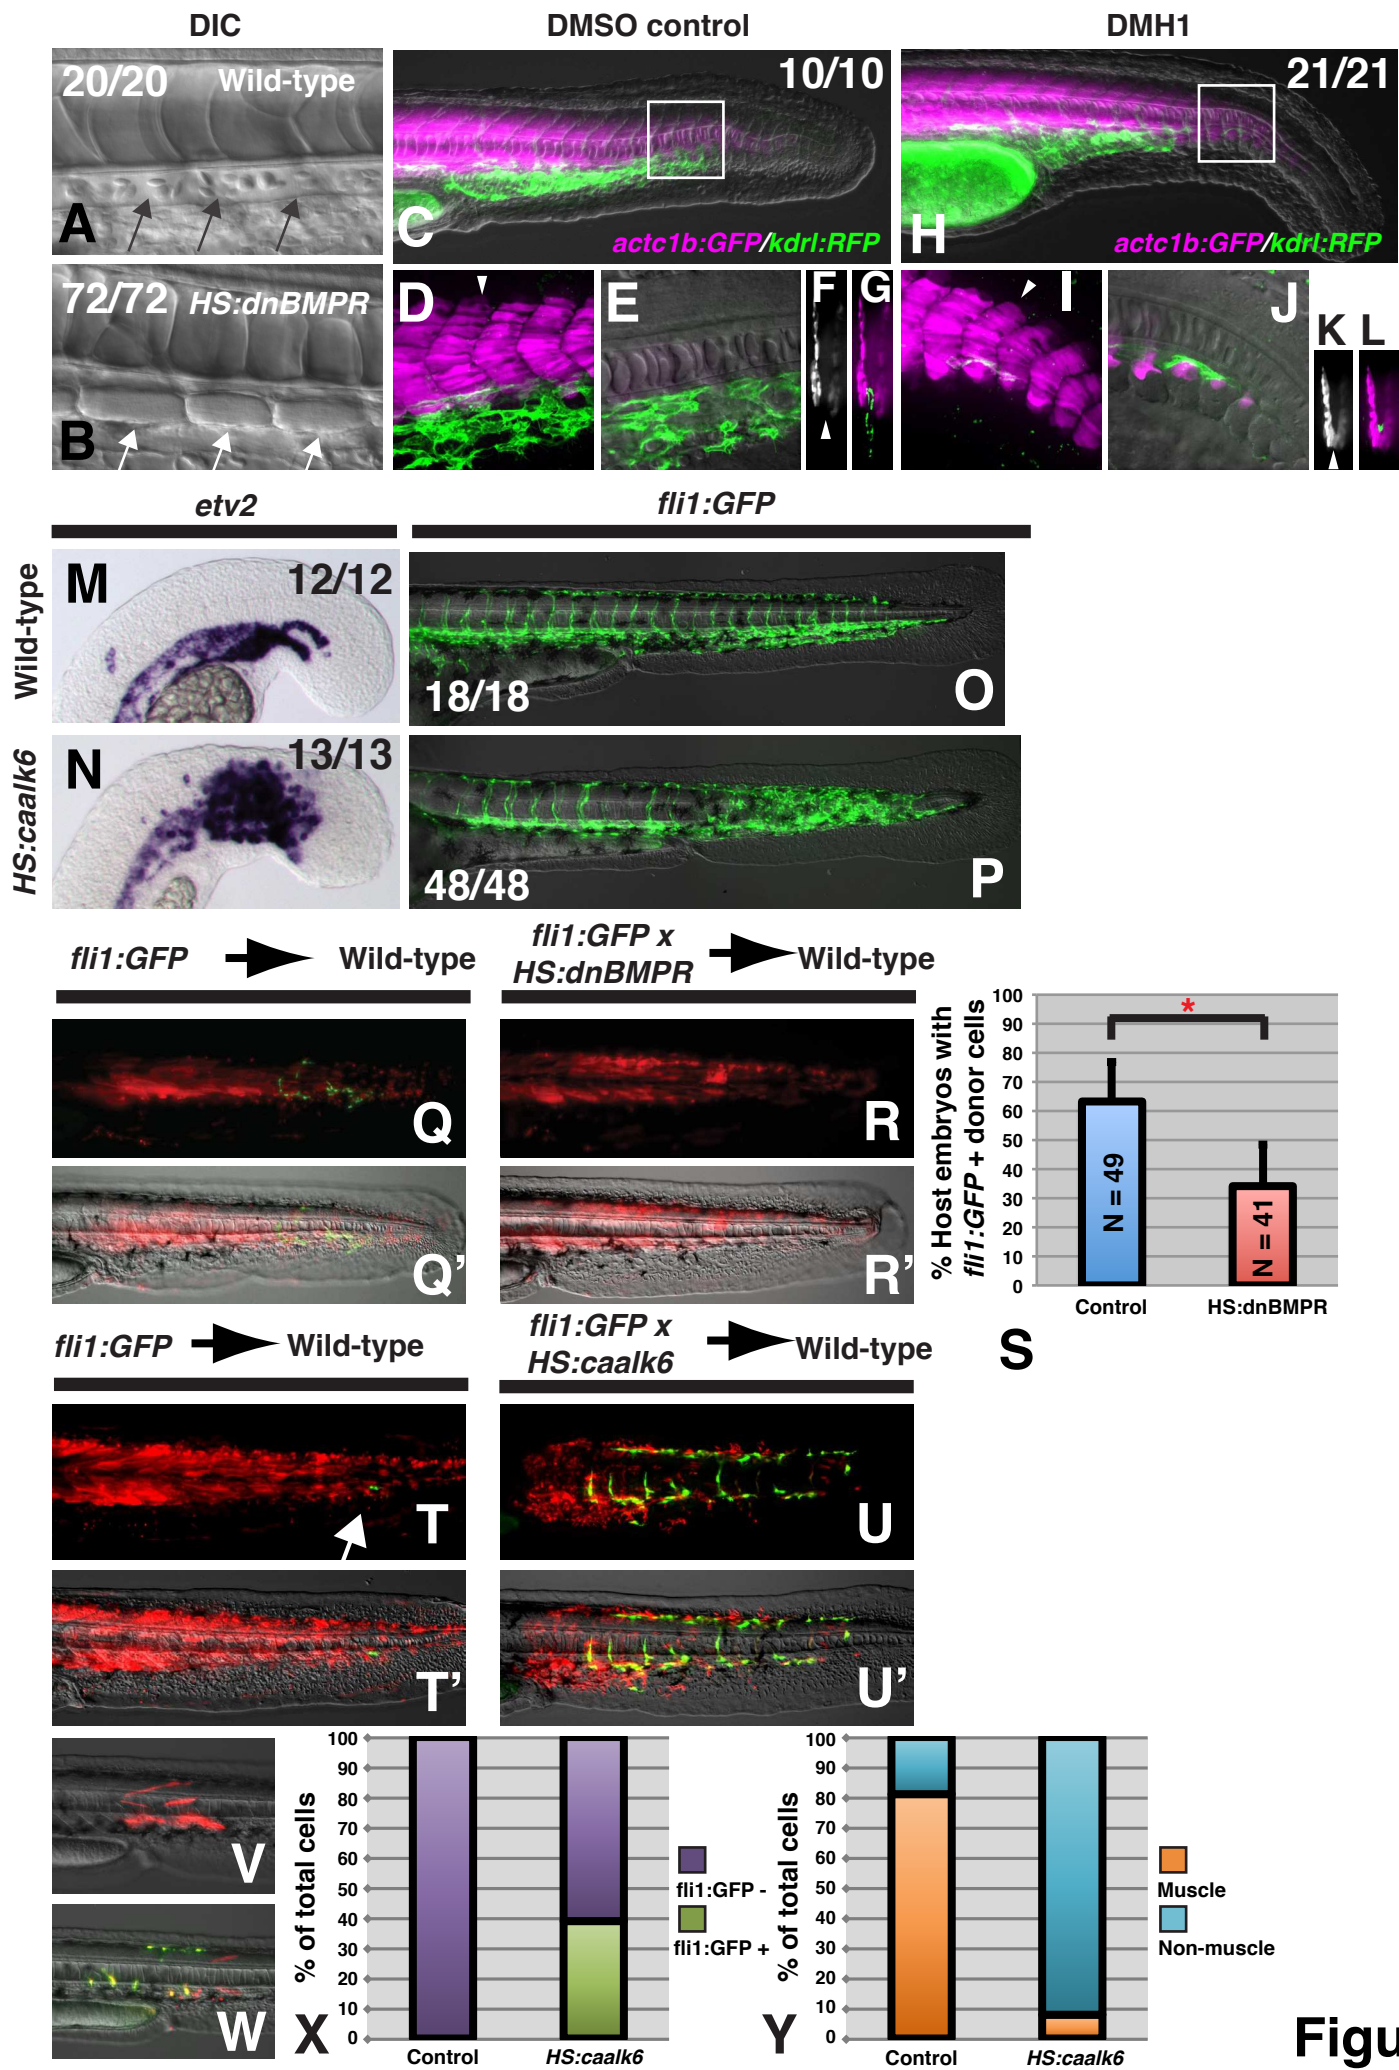 DIC
DMSO control
DMH1
20/20 Wild-type
A
10/10
C
actc1b:GFP/kdrl:RFP
21/21
H
actc1b:GFP/kdrl:RFP
72/72 HS:dnBMPR
B
D
E
F
G
I
J
K
L
etv2
fli1:GFP
Wild-type
M
12/12
18/18
O
HS:caalk6
N
13/13
48/48
P
fli1:GFP
Wild-type
fli1:GFP x
HS:dnBMPR
Wild-type
Q
R
Q’
R’
% Host embryos with
fli1:GFP + donor cells
100
90
80
70
60
50
40
30
20
10
0
*
N = 49
N = 41
Control
HS:dnBMPR
S
fli1:GFP
Wild-type
fli1:GFP x
HS:caalk6
Wild-type
T
U
T’
U’
V
W
X
% of total cells
100
90
80
70
60
50
40
30
20
10
0
Control
HS:caalk6
fli1:GFP -
fli1:GFP +
Y
% of total cells
100
90
80
70
60
50
40
30
20
10
0
Control
HS:caalk6
Muscle
Non-muscle
Figu